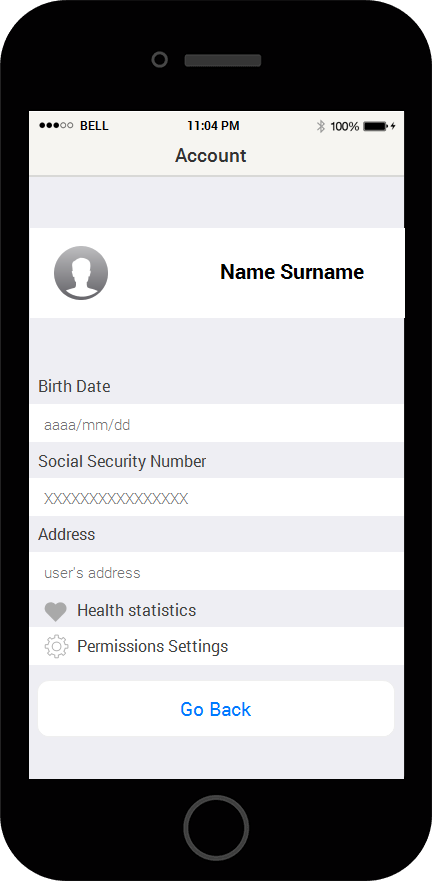 BELL 11:04 PM 100%
Account
Name Surname
Birth Date
aaaa/mm/dd
Social Security Number
XXXXXXXXXXXXXXXX
Address
user's address
Health statistics
Permissions Settings
Go Back